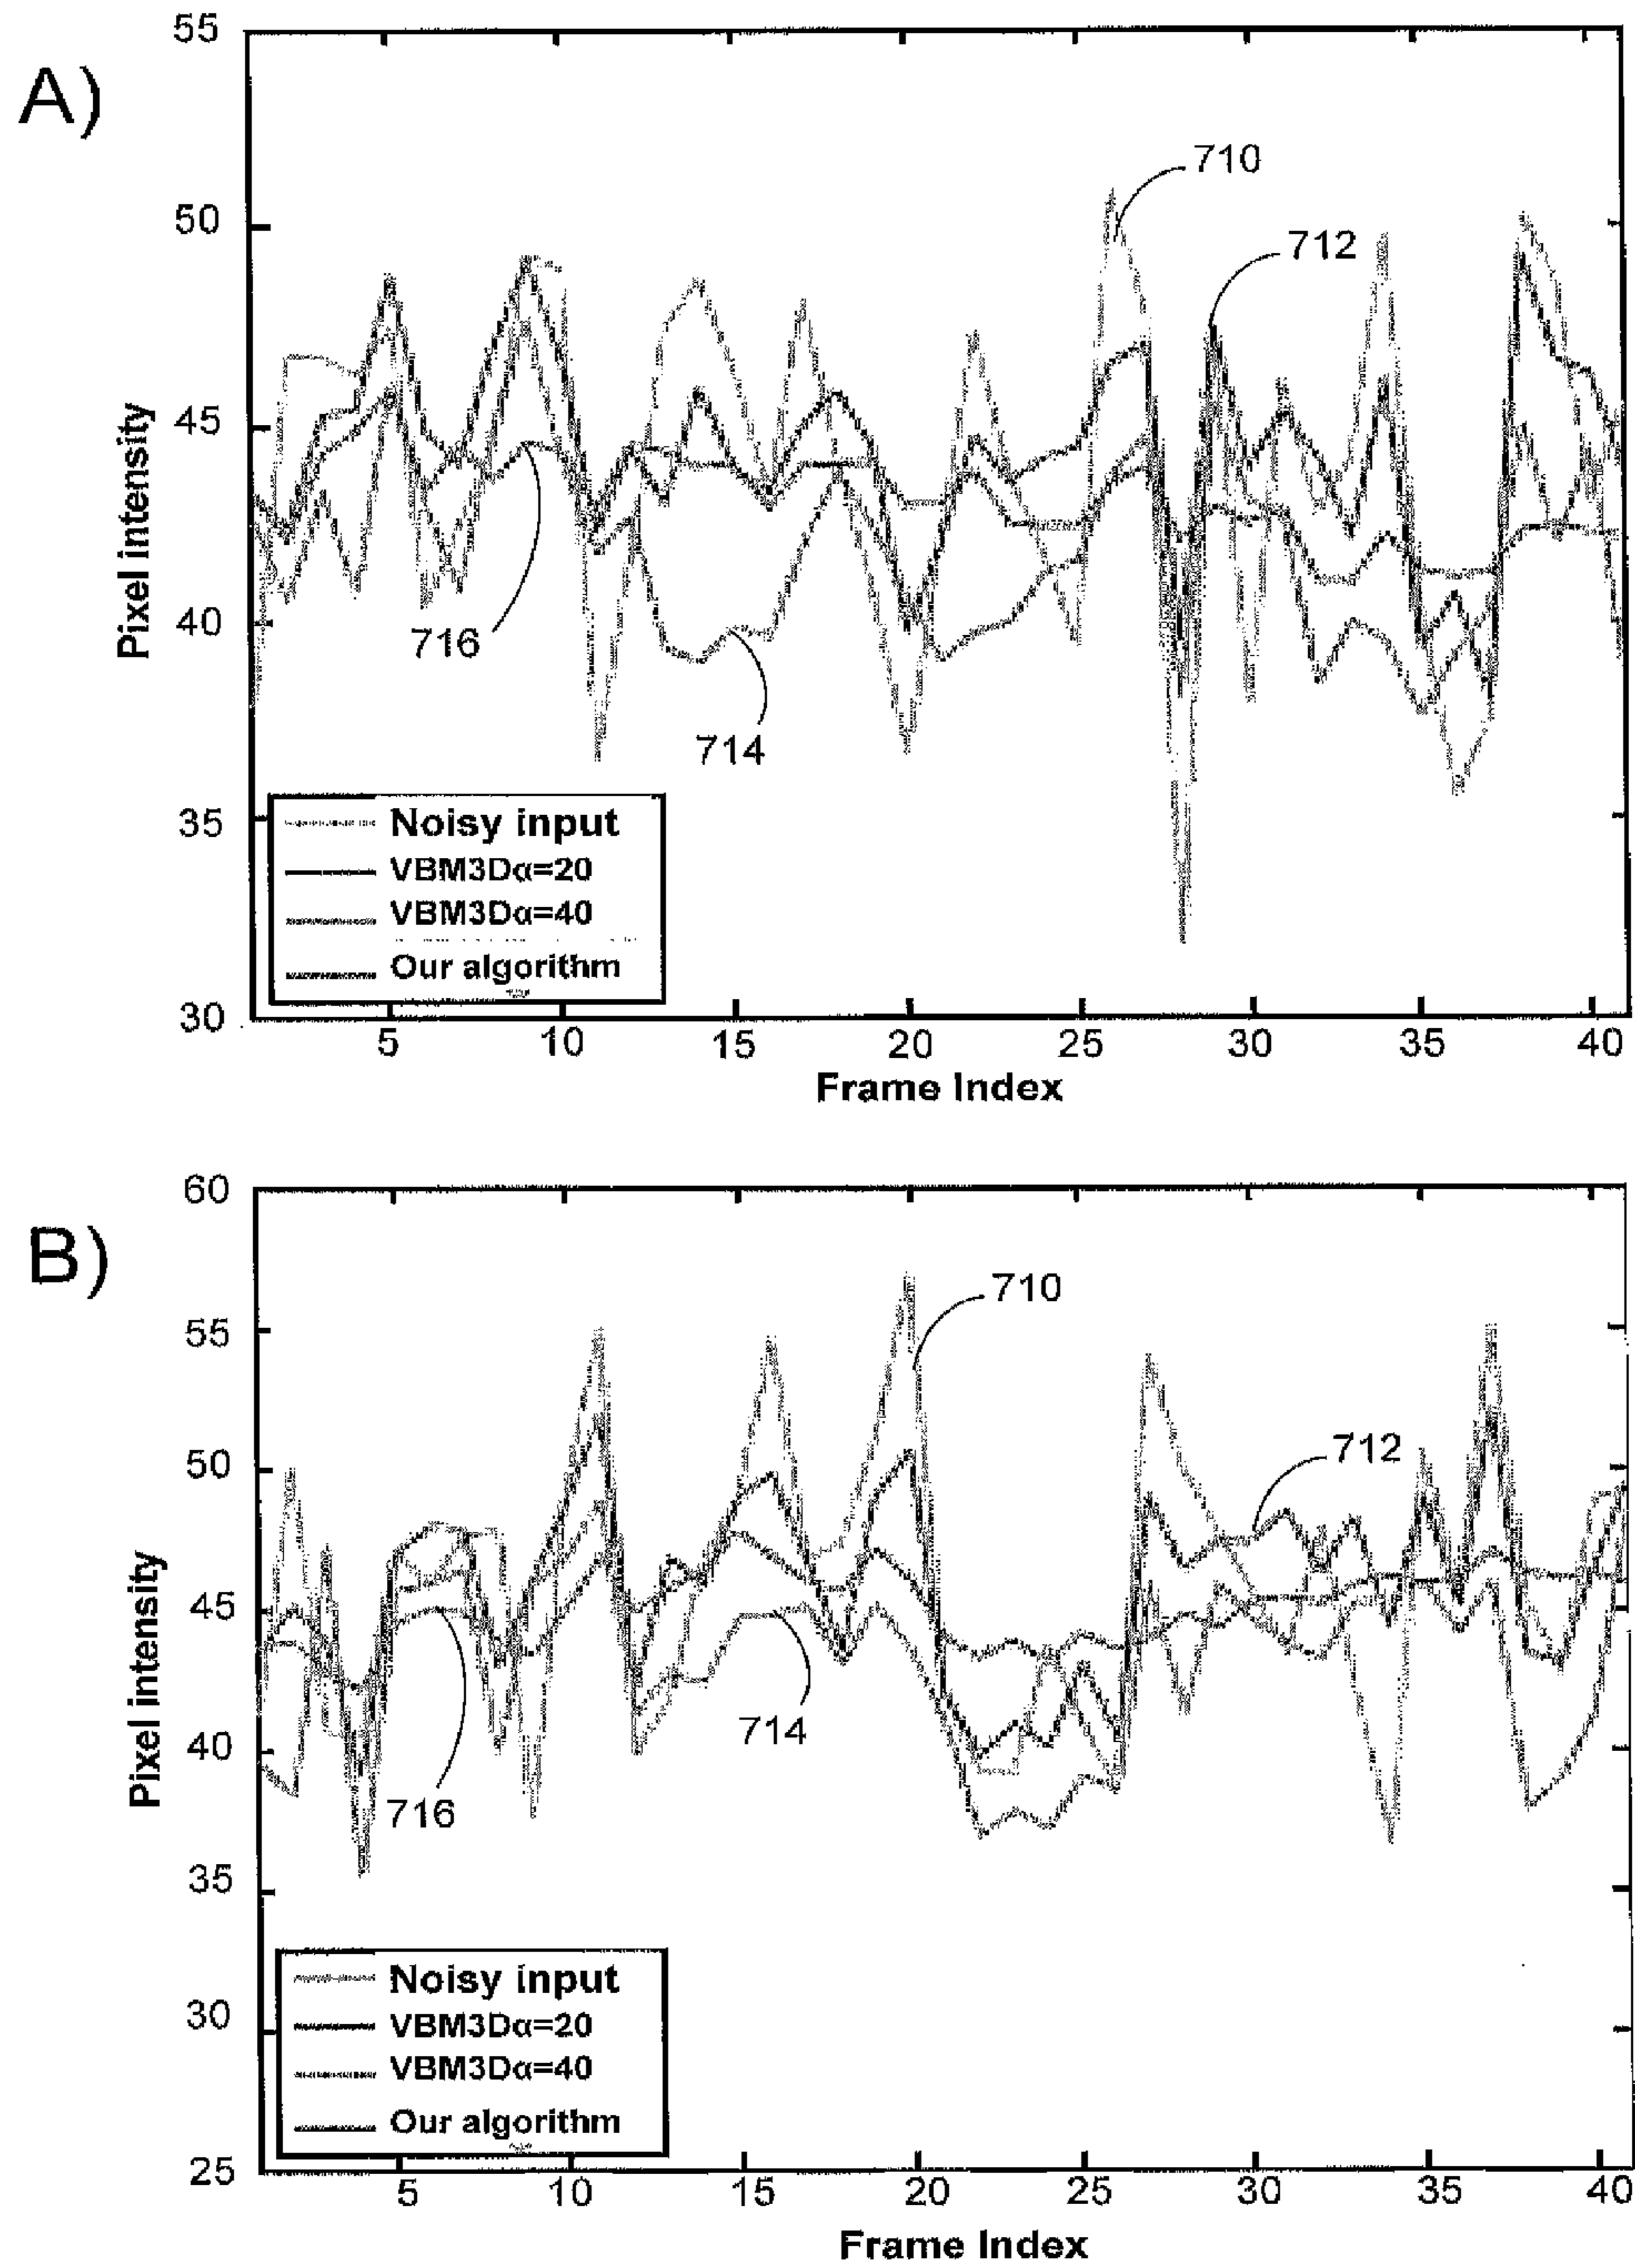 A)
55
50
45
40
35
30
Pixel intensity
710
712
716
714
Noisy input
VBM3Dα=20
VBM3Dα=40
Our algorithm
5 10 15 20 25 30 35 40
Frame Index
B)
60
55
50
45
40
35
30
25
Pixel intensity
710
712
714
716
Noisy input
VBM3Dα=20
VBM3Dα=40
Our algorithm
5 10 15 20 25 30 35 40
Frame Index